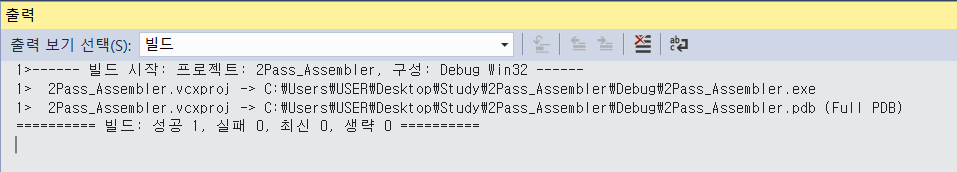 출력
출력 보기 선택(S): 빌드
1>------ 빌드 시작: 프로젝트: 2Pass_Assembler, 구성: Debug Win32 ------
1>  2Pass_Assembler.vcxproj -> C:₩Users₩USER₩Desktop₩Study₩2Pass_Assembler₩Debug₩2Pass_Assembler.exe
1>  2Pass_Assembler.vcxproj -> C:₩Users₩USER₩Desktop₩Study₩2Pass_Assembler₩Debug₩2Pass_Assembler.pdb (Full PDB)
========== 빌드: 성공 1, 실패 0, 최신 0, 생략 0 ==========